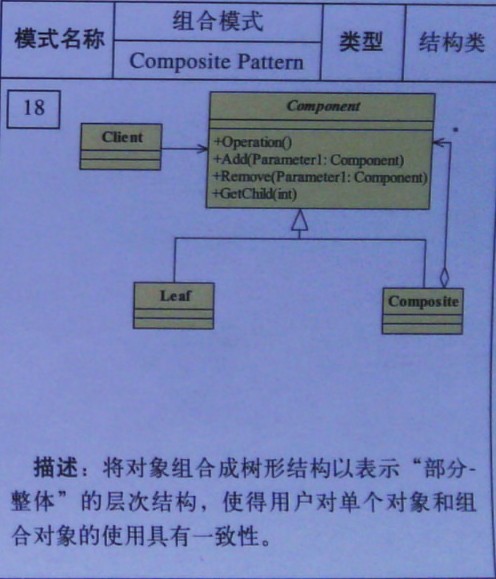 模式名称
组合模式
Composite Pattern
类型
结构类
18
Component
Client
+Operation()
+Add(Parameter1: Component)
+Remove(Parameter1: Component)
+GetChild(int)
*
Leaf
Composite
描述：将对象组合成树形结构以表示“部分-
整体”的层次结构，使得用户对单个对象和组
合对象的使用具有一致性。